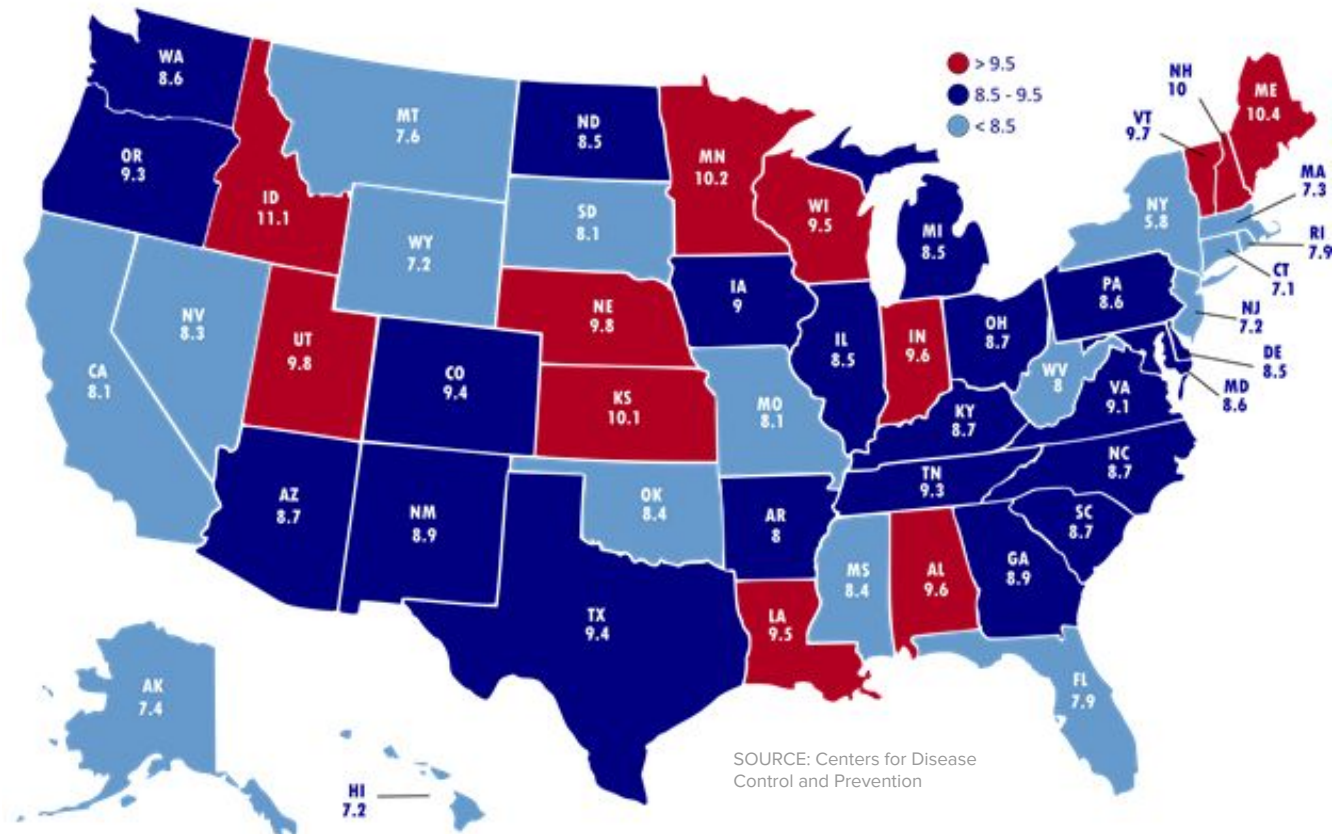 > 9.5
8.5 - 9.5
< 8.5
WA
8.6
OR
9.3
ID
11.1
MT
7.6
ND
8.5
MN
10.2
WI
9.5
MI
8.5
NH
10
VT
9.7
ME
10.4
MA
7.3
RI
7.9
CT
7.1
NY
5.8
NJ
7.2
PA
8.6
DE
8.5
MD
8.6
SD
8.1
WY
7.2
NV
8.3
CA
8.1
UT
9.8
CO
9.4
NE
9.8
IA
9
IL
8.5
IN
9.6
OH
8.7
WV
8
VA
9.1
KS
10.1
MO
8.1
KY
8.7
TN
9.3
NC
8.7
SC
8.7
AZ
8.7
NM
8.9
OK
8.4
AR
8
MS
8.4
AL
9.6
GA
8.9
TX
9.4
LA
9.5
FL
7.9
AK
7.4
HI
7.2
SOURCE: Centers for Disease
Control and Prevention